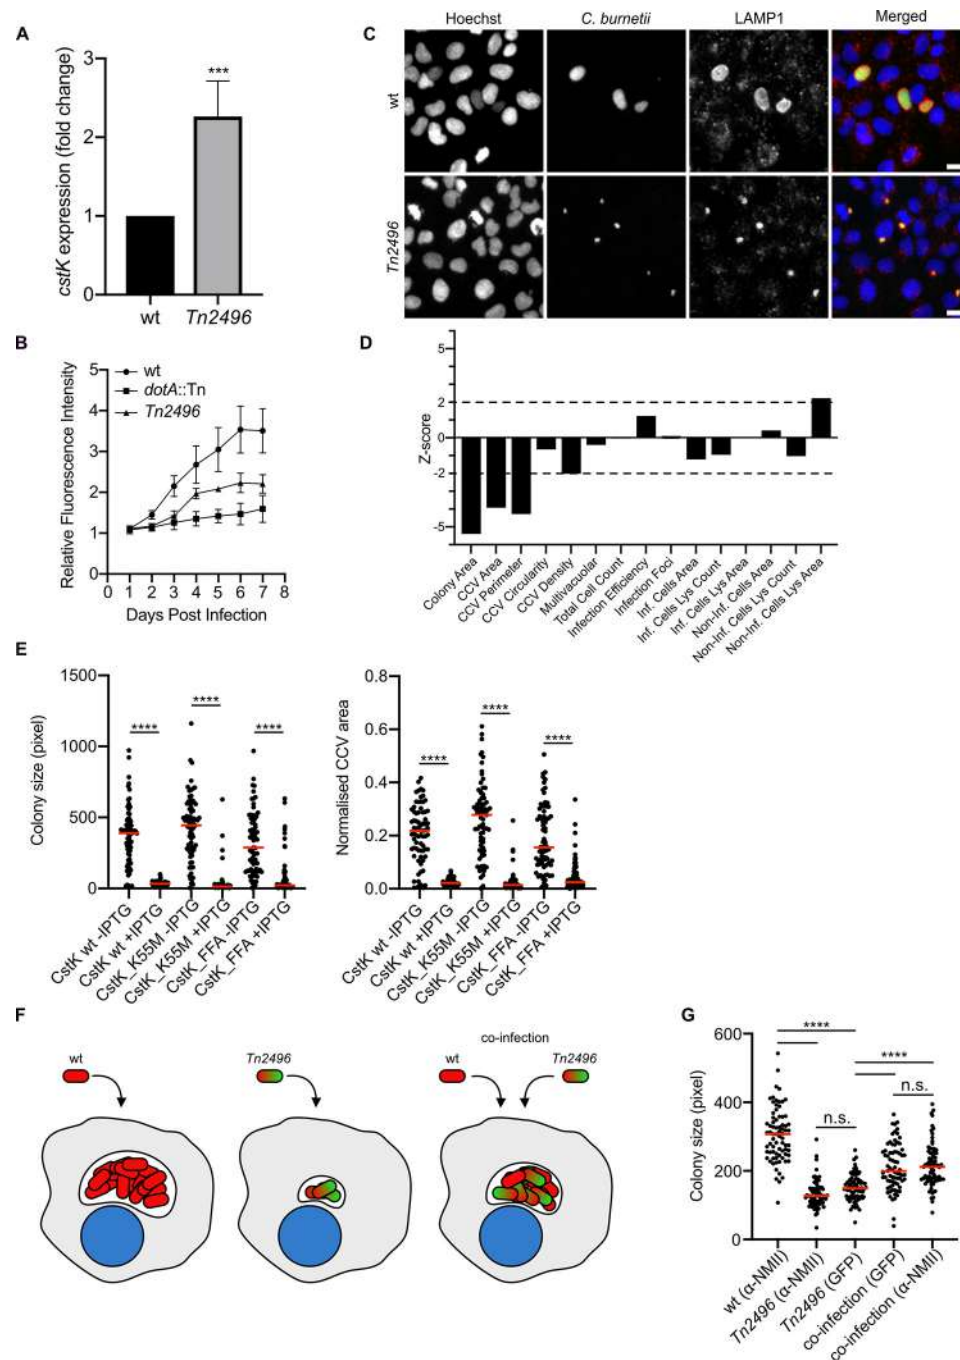 A
cstK expression (fold change)
3
2
1
0
***
wt
Tn2496
B
Relative Fluorescence Intensity
5
4
3
2
1
0
wt
dotA::Tn
Tn2496
0 1 2 3 4 5 6 7 8
Days Post Infection
C
Hoechst
C. burnetii
LAMP1
Merged
wt
Tn2496
D
Z-score
5
2
0
-2
-5
Colony Area
CCV Area
CCV Perimeter
CCV Circularity
CCV Density
Multivacuolar
Total Cell Count
Infection Efficiency
Infection Foci
Inf. Cells Area
Inf. Cells Lys Count
Inf. Cells Lys Area
Non-Inf. Cells Area
Non-Inf. Cells Lys Count
Non-Inf. Cells Lys Area
E
Colony size (pixel)
1500
1000
500
0
****
****
****
CstK wt -IPTG
CstK wt +IPTG
CstK_K55M -IPTG
CstK_K55M +IPTG
CstK_FFA -IPTG
CstK_FFA +IPTG
Normalised CCV area
0.8
0.6
0.4
0.2
0.0
****
****
****
CstK wt -IPTG
CstK wt +IPTG
CstK_K55M -IPTG
CstK_K55M +IPTG
CstK_FFA -IPTG
CstK_FFA +IPTG
F
wt
Tn2496
co-infection
wt
Tn2496
G
Colony size (pixel)
600
400
200
0
****
****
n.s.
n.s.
wt (α-NMII)
Tn2496 (α-NMII)
Tn2496 (GFP)
co-infection (GFP)
co-infection (α-NMII)